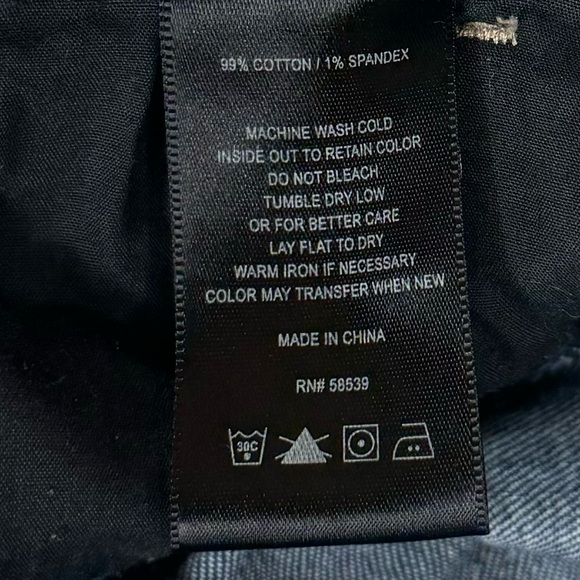 99% COTTON / 1% SPANDEX
MACHINE WASH COLD
INSIDE OUT TO RETAIN COLOR
DO NOT BLEACH
TUMBLE DRY LOW
OR FOR BETTER CARE
LAY FLAT TO DRY
WARM IRON IF NECESSARY
COLOR MAY TRANSFER WHEN NEW
MADE IN CHINA
RN# 58539
30C